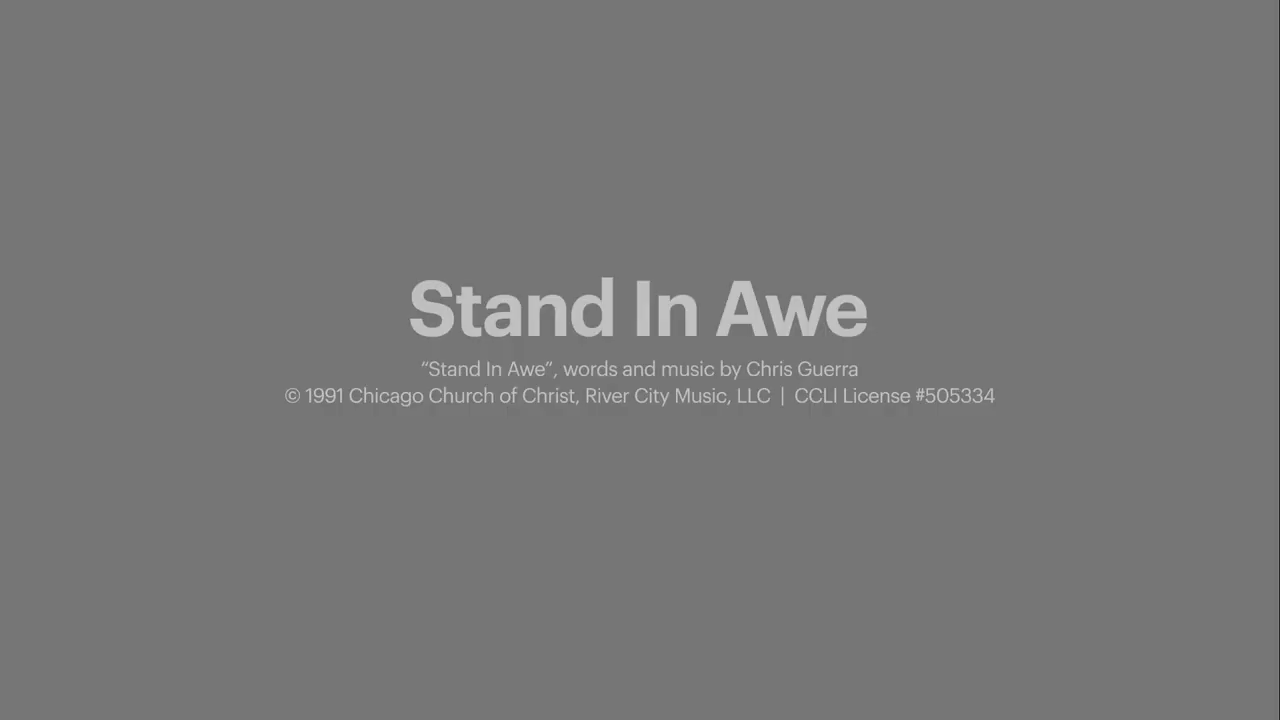 Stand In Awe
“Stand In Awe”, words and music by Chris Guerra
© 1991 Chicago Church of Christ, River City Music, LLC | CCLI License #505334